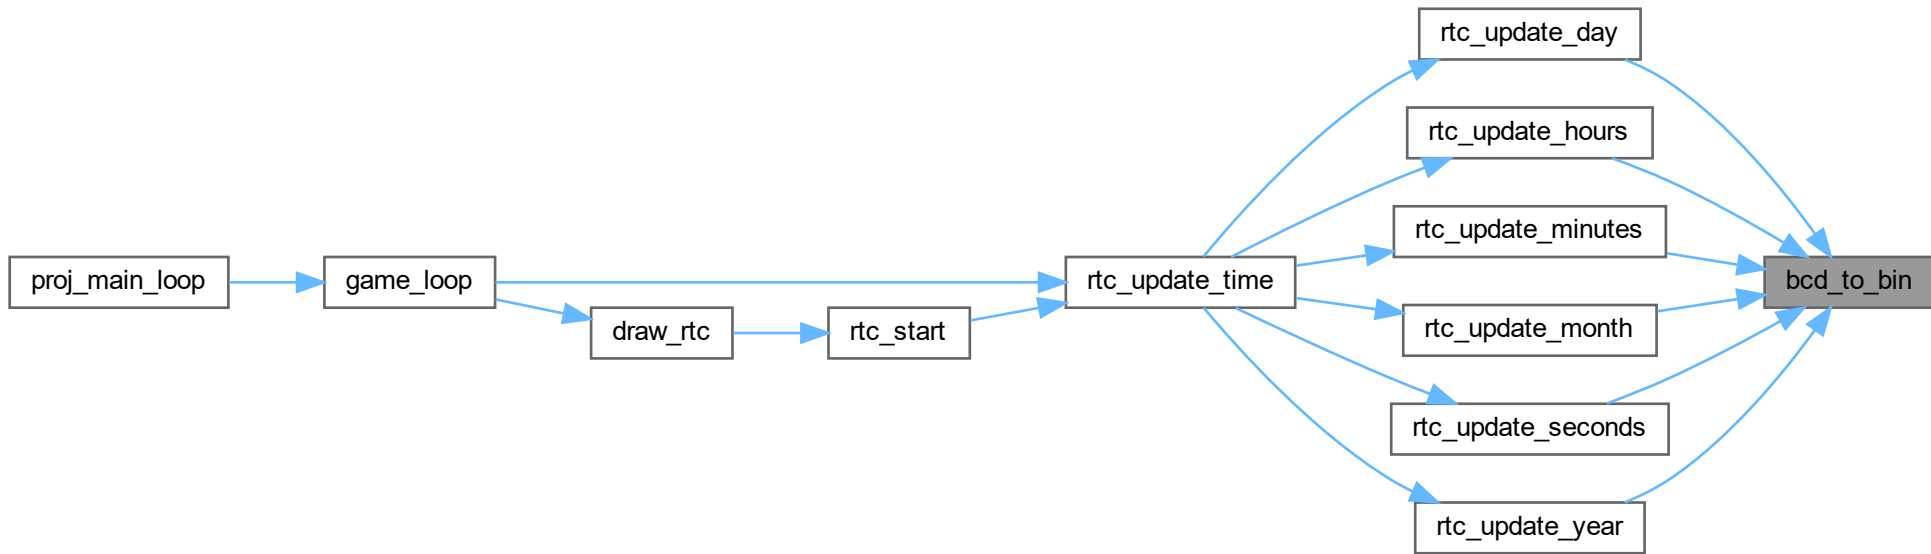 rtc_update_day
rtc_update_hours
rtc_update_minutes
proj_main_loop
game_loop
rtc_update_time
bcd_to_bin
draw_rtc
rtc_start
rtc_update_month
rtc_update_seconds
rtc_update_year